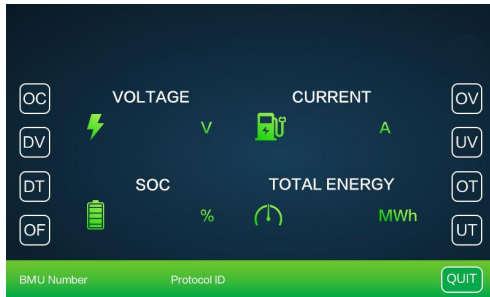 OC VOLTAGE CURRENT OV
DV V A UV
DT SOC TOTAL ENERGY OT
OF % MWh UT
BMU Number Protocol ID QUIT